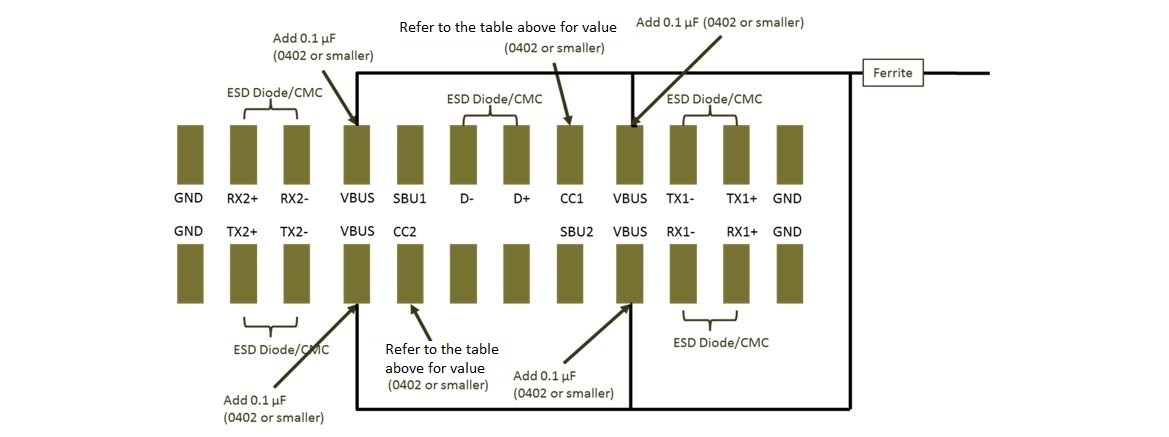 Refer to the table above for value
(0402 or smaller)
Add 0.1 µF (0402 or smaller)
Add 0.1 µF
(0402 or smaller)
Ferrite
ESD Diode/CMC
ESD Diode/CMC
ESD Diode/CMC
GND RX2+ RX2- VBUS SBU1 D- D+ CC1 VBUS TX1- TX1+ GND
GND TX2+ TX2- VBUS CC2 SBU2 VBUS RX1- RX1+ GND
ESD Diode/CMC
Refer to the table
above for value
(0402 or smaller)
ESD Diode/CMC
Add 0.1 µF
(0402 or smaller)
Add 0.1 µF
(0402 or smaller)